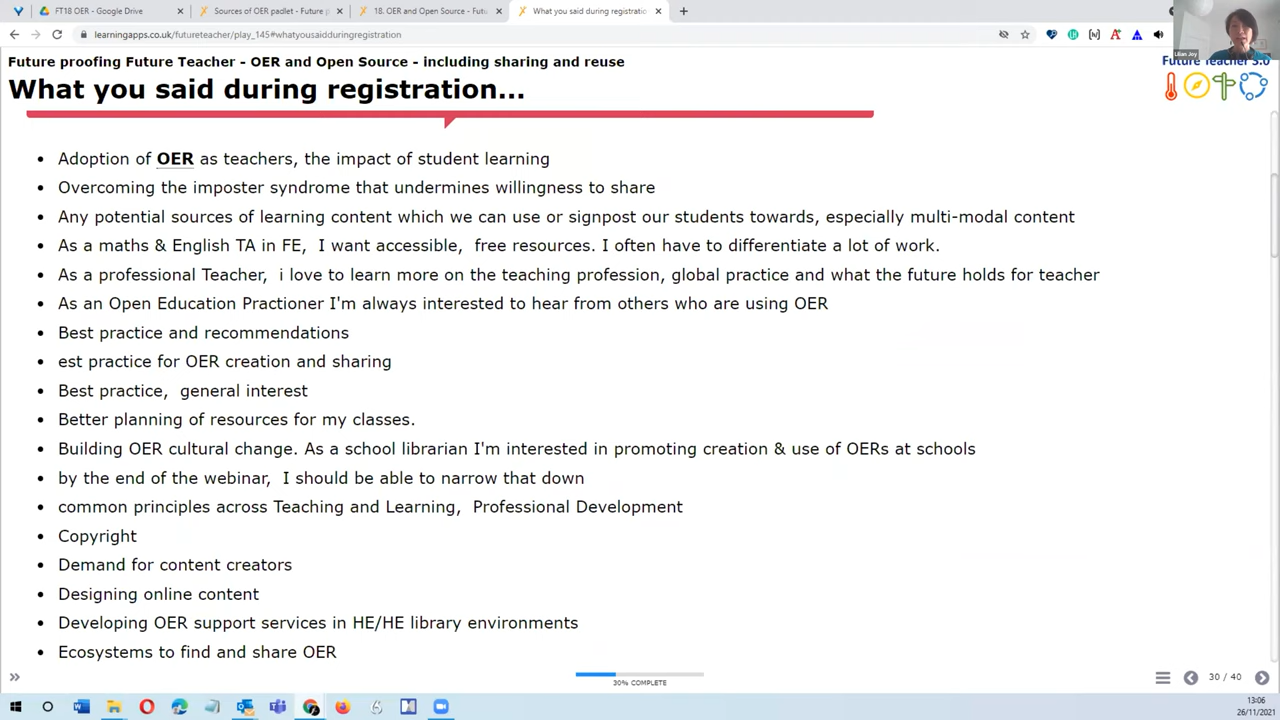 FT18 OER - Google Drive
Sources of OER padlet - Future p
18. OER and Open Source - Futu
What you said during registratio
learningapps.co.uk/futureteacher/play_145#whatyousaidduringregistration
Lilian Joy
Future proofing Future Teacher - OER and Open Source - including sharing and reuse
Future Teacher 3.0
What you said during registration...
• Adoption of OER as teachers, the impact of student learning
• Overcoming the imposter syndrome that undermines willingness to share
• Any potential sources of learning content which we can use or signpost our students towards, especially multi-modal content
• As a maths & English TA in FE, I want accessible, free resources. I often have to differentiate a lot of work.
• As a professional Teacher, i love to learn more on the teaching profession, global practice and what the future holds for teacher
• As an Open Education Practioner I'm always interested to hear from others who are using OER
• Best practice and recommendations
• est practice for OER creation and sharing
• Best practice, general interest
• Better planning of resources for my classes.
• Building OER cultural change. As a school librarian I'm interested in promoting creation & use of OERs at schools
• by the end of the webinar, I should be able to narrow that down
• common principles across Teaching and Learning, Professional Development
• Copyright
• Demand for content creators
• Designing online content
• Developing OER support services in HE/HE library environments
• Ecosystems to find and share OER
30% COMPLETE
30 / 40
13:06
26/11/2021